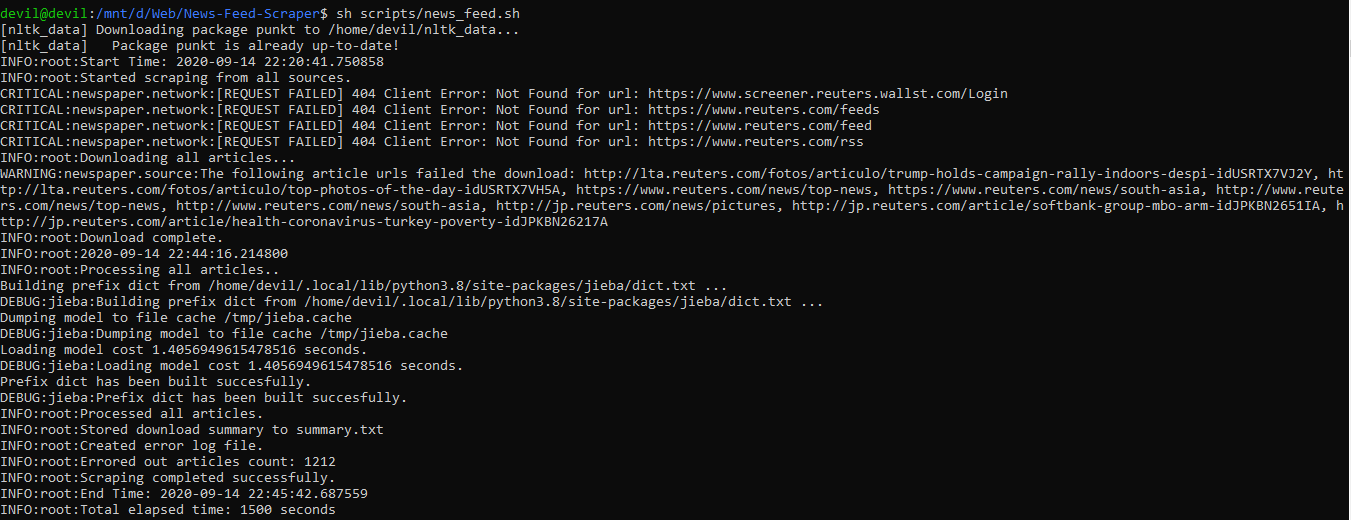 devil@devil:/mnt/d/Web/News-Feed-Scraper$ sh scripts/news_feed.sh
[nltk_data] Downloading package punkt to /home/devil/nltk_data...
[nltk_data]   Package punkt is already up-to-date!
INFO:root:Start Time: 2020-09-14 22:20:41.750858
INFO:root:Started scraping from all sources.
CRITICAL:newspaper.network:[REQUEST FAILED] 404 Client Error: Not Found for url: https://www.screener.reuters.wallst.com/Login
CRITICAL:newspaper.network:[REQUEST FAILED] 404 Client Error: Not Found for url: https://www.reuters.com/feeds
CRITICAL:newspaper.network:[REQUEST FAILED] 404 Client Error: Not Found for url: https://www.reuters.com/feed
CRITICAL:newspaper.network:[REQUEST FAILED] 404 Client Error: Not Found for url: https://www.reuters.com/rss
INFO:root:Downloading all articles...
WARNING:newspaper.source:The following article urls failed the download: http://lta.reuters.com/fotos/articulo/trump-holds-campaign-rally-indoors-despi-idUSRTX7VJ2Y, ht
tp://lta.reuters.com/fotos/articulo/top-photos-of-the-day-idUSRTX7VH5A, https://www.reuters.com/news/top-news, https://www.reuters.com/news/south-asia, http://www.reute
rs.com/news/top-news, http://www.reuters.com/news/south-asia, http://jp.reuters.com/news/pictures, http://jp.reuters.com/article/softbank-group-mbo-arm-idJPKBN2651IA, h
ttp://jp.reuters.com/article/health-coronavirus-turkey-poverty-idJPKBN26217A
INFO:root:Download complete.
INFO:root:2020-09-14 22:44:16.214800
INFO:root:Processing all articles..
Building prefix dict from /home/devil/.local/lib/python3.8/site-packages/jieba/dict.txt ...
DEBUG:jieba:Building prefix dict from /home/devil/.local/lib/python3.8/site-packages/jieba/dict.txt ...
Dumping model to file cache /tmp/jieba.cache
DEBUG:jieba:Dumping model to file cache /tmp/jieba.cache
Loading model cost 1.4056949615478516 seconds.
DEBUG:jieba:Loading model cost 1.4056949615478516 seconds.
Prefix dict has been built succesfully.
DEBUG:jieba:Prefix dict has been built succesfully.
INFO:root:Processed all articles.
INFO:root:Stored download summary to summary.txt
INFO:root:Created error log file.
INFO:root:Errored out articles count: 1212
INFO:root:Scraping completed successfully.
INFO:root:End Time: 2020-09-14 22:45:42.687559
INFO:root:Total elapsed time: 1500 seconds